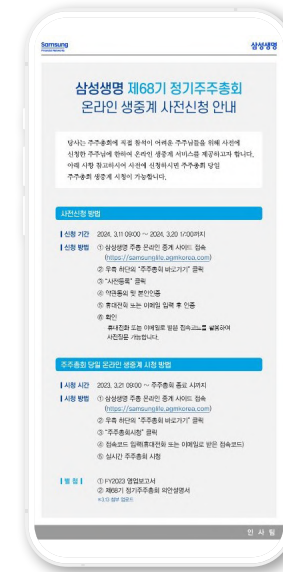 Samsung
삼성생명
삼성생명 제68기 정기주주총회
온라인 생중계 사전신청 안내
당사는 주주총회에 직접 참석이 어려운 주주님들을 위해 사전에
신청한 주주님에 한하여 온라인 생중계 서비스를 제공하고자 합니다.
아래 사항 참고하시어 사전에 신청하시면 주주총회 당일
주주총회 생중계 시청이 가능합니다.
사전신청 방법
신청 기간 2024. 3.11 09:00 ~ 2024. 3.20 17:00까지
신청 방법 ① 삼성생명 주총 온라인 중계 사이트 접속
(https://samsunglife.agmkorea.com)
② 우측 하단의 "주주총회 바로가기" 클릭
③ "사전등록" 클릭
④ 약관동의 및 본인인증
⑤ 휴대전화 또는 이메일 입력 후 인증
⑥ 확인
휴대전화 또는 이메일로 받은 접속코드를 활용하여
사전질문 가능합니다.
주주총회 당일 온라인 생중계 시청 방법
시청 시간 2023. 3.21 09:00 ~ 주주총회 종료 시까지
시청 방법 ① 삼성생명 주총 온라인 중계 사이트 접속
(https://samsunglife.agmkorea.com)
② 우측 하단의 "주주총회 바로가기" 클릭
③ "주주총회시청" 클릭
④ 접속코드 입력(휴대전화 또는 이메일로 받은 접속코드)
⑤ 실시간 주주총회 시청
별 첨 ① FY2023 영업보고서
② 제68기 정기주주총회 의안설명서
인 사 팀